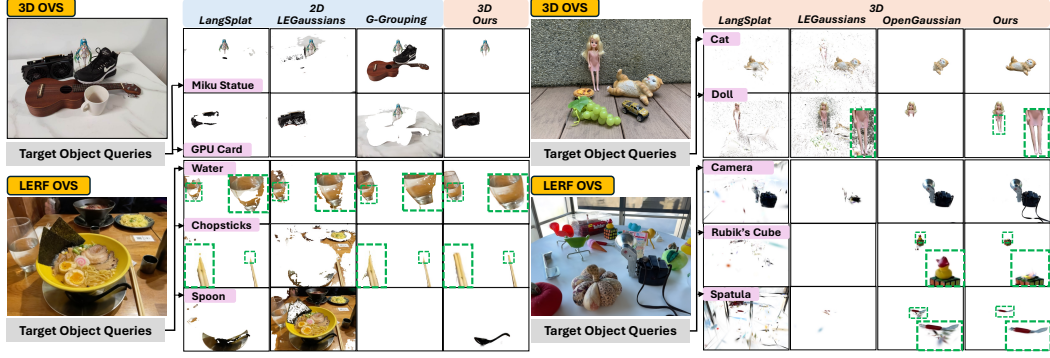 3D OVS
2D
3D
LangSplat LEGaussians G-Grouping Ours
Miku Statue
GPU Card
Target Object Queries
LERF OVS
Water
Chopsticks
Spoon
Target Object Queries
3D OVS
3D
LangSplat LEGaussians OpenGaussian Ours
Cat
Doll
Target Object Queries
LERF OVS
Camera
Rubik's Cube
Spatula
Target Object Queries